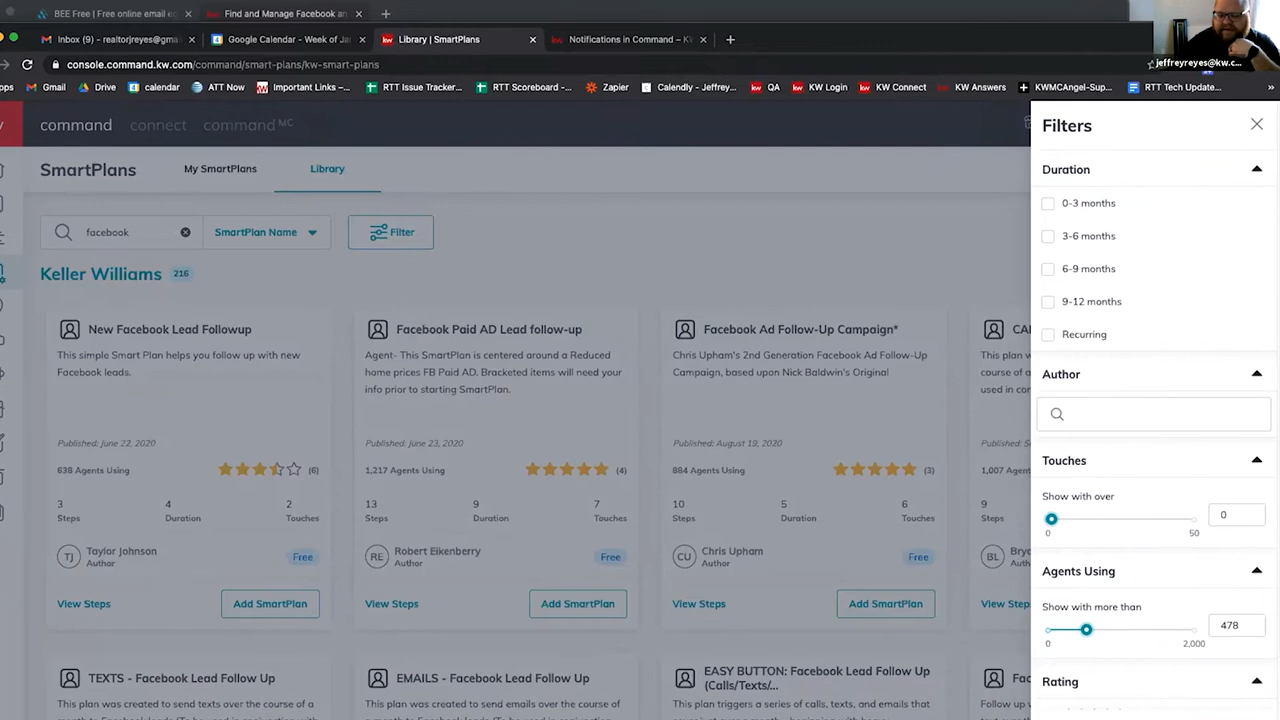 BEE Free | Free online email ed
Find and Manage Facebook an
Inbox (9) – realtorjreyes@gma
Google Calendar - Week of Ja
Library | SmartPlans
Notifications in Command – K
console.command.kw.com/command/smart-plans/kw-smart-plans
jeffreyreyes@kw.c...
Gmail
Drive
calendar
ATT Now
Important Links –...
RTT Issue Tracker...
RTT Scoreboard -...
Zapier
Calendly - Jeffrey...
QA
KW Login
KW Connect
KW Answers
KWMCAngel-Sup...
RTT Tech Update...
command
connect
command MC
SmartPlans
My SmartPlans
Library
facebook
SmartPlan Name
Filter
Keller Williams 216
New Facebook Lead Followup
This simple Smart Plan helps you follow up with new
Facebook leads.
Published: June 22, 2020
638 Agents Using
(6)
3
4
2
Steps
Duration
Touches
TJ
Taylor Johnson
Author
Free
View Steps
Add SmartPlan
Facebook Paid AD Lead follow-up
Agent- This SmartPlan is centered around a Reduced
home prices FB Paid AD. Bracketed items will need your
info prior to starting SmartPlan.
Published: June 23, 2020
1,217 Agents Using
(4)
13
9
7
Steps
Duration
Touches
RE
Robert Eikenberry
Author
Free
View Steps
Add SmartPlan
Facebook Ad Follow-Up Campaign*
Chris Upham's 2nd Generation Facebook Ad Follow-Up
Campaign, based upon Nick Baldwin's Original
Published: August 19, 2020
884 Agents Using
(3)
10
5
6
Steps
Duration
Touches
CU
Chris Upham
Author
Free
View Steps
Add SmartPlan
This plan w
course of a
used in con
1,007 Agents
9
Steps
BL
Author
View Steps
TEXTS - Facebook Lead Follow Up
This plan was created to send texts over the course of a
EMAILS - Facebook Lead Follow Up
This plan was created to send emails over the course of
EASY BUTTON: Facebook Lead Follow Up
(Calls/Texts/...
This plan triggers a series of calls, texts, and emails that
Follow up w
Filters
Duration
0-3 months
3-6 months
6-9 months
9-12 months
Recurring
Author
Touches
Show with over
0
0
50
Agents Using
Show with more than
478
0
2,000
Rating